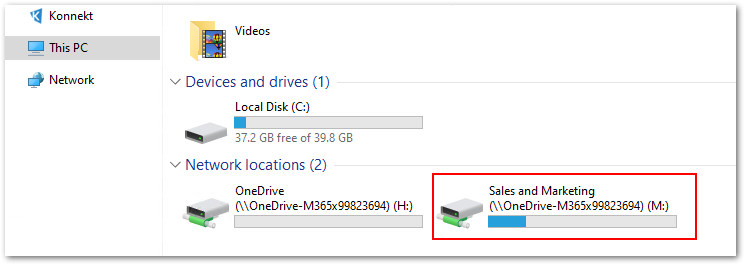 Konnekt
This PC
Network
Videos
Devices and drives (1)
Local Disk (C:)
37.2 GB free of 39.8 GB
Network locations (2)
OneDrive
(\\OneDrive-M365x99823694) (H:)
Sales and Marketing
(\\OneDrive-M365x99823694) (M:)